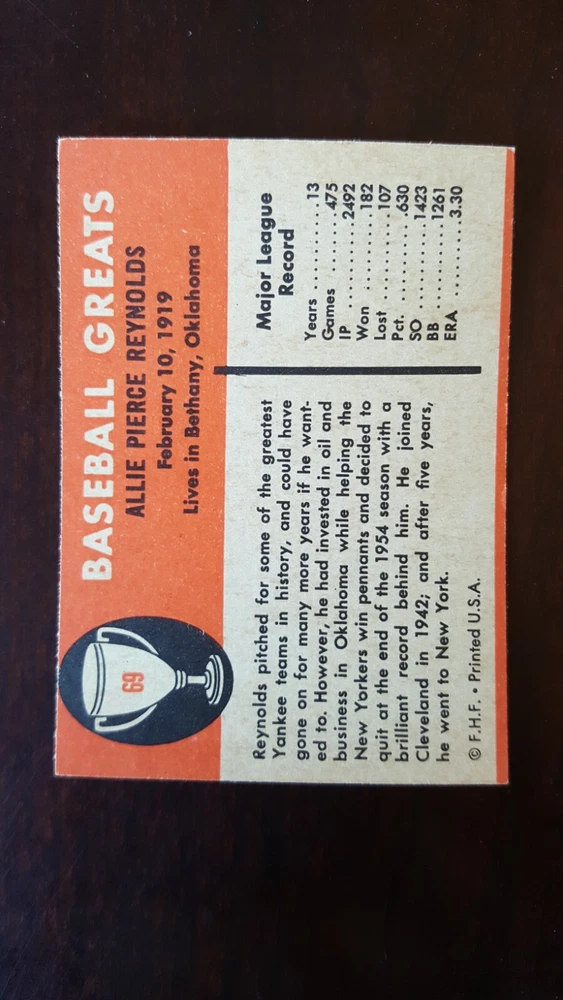 69
BASEBALL GREATS
ALLIE PIERCE REYNOLDS
February 10, 1919
Lives in Bethany, Oklahoma
Reynolds pitched for some of the greatest
Yankee teams in history, and could have
gone on for many more years if he want-
ed to. However, he had invested in oil and
business in Oklahoma while helping the
New Yorkers win pennants and decided to
quit at the end of the 1954 season with a
brilliant record behind him. He joined
Cleveland in 1942; and after five years,
he went to New York.
© F.H.F. • Printed U.S.A.
Major League
Record
Years ........... 13
Games .......... 475
IP ........... 2492
Won .......... 182
Lost .......... 107
Pct. .......... .630
SO .......... 1423
BB .......... 1261
ERA .......... 3.30